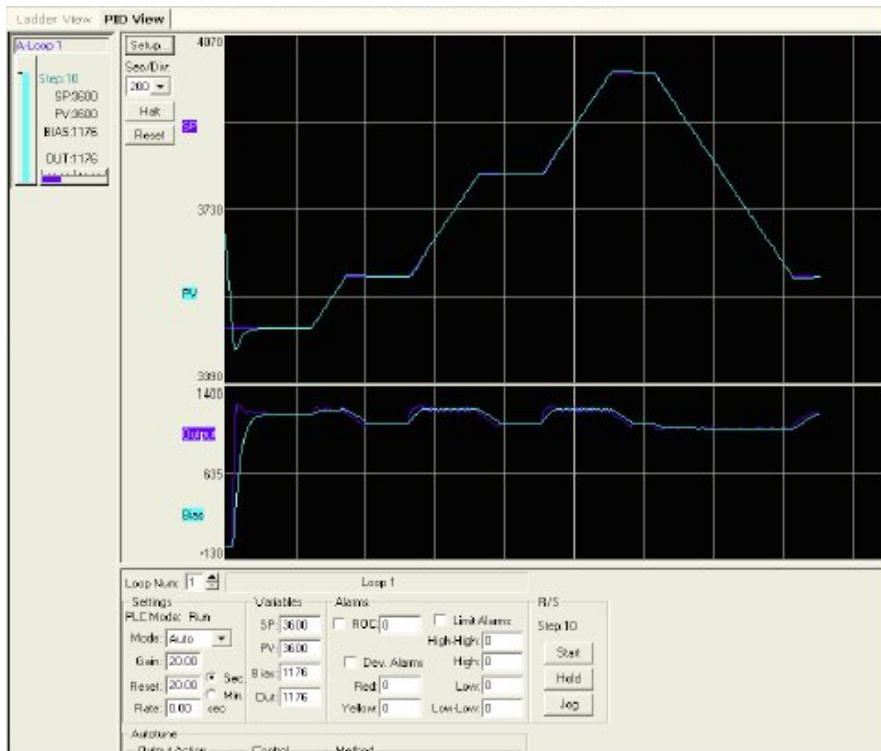 Ladder View PID View
A-Loop 1
Step:10
SP:3600
PV:3600
BIAS:1176
OUT:1176
Setup...
Sec/Div
200
Halt
Reset
4070
SP
3730
PV
3390
1400
Output
635
Bias
-130
Loop Num: 1 Loop 1
Settings
PLC Mode: Run
Mode: Auto
Gain: 20.00
Reset: 20.00 Sec
Min.
Rate: 0.00 sec
Variables
SP: 3600
PV: 3600
Bias: 1176
Out: 1176
Alarms
ROC: 0
Limit Alarms
High-High: 0
Dev. Alarms
High: 0
Red: 0
Low: 0
Yellow: 0
Low-Low: 0
R/S
Step:10
Start
Hold
Jog
Autotune
Output Action Control Method